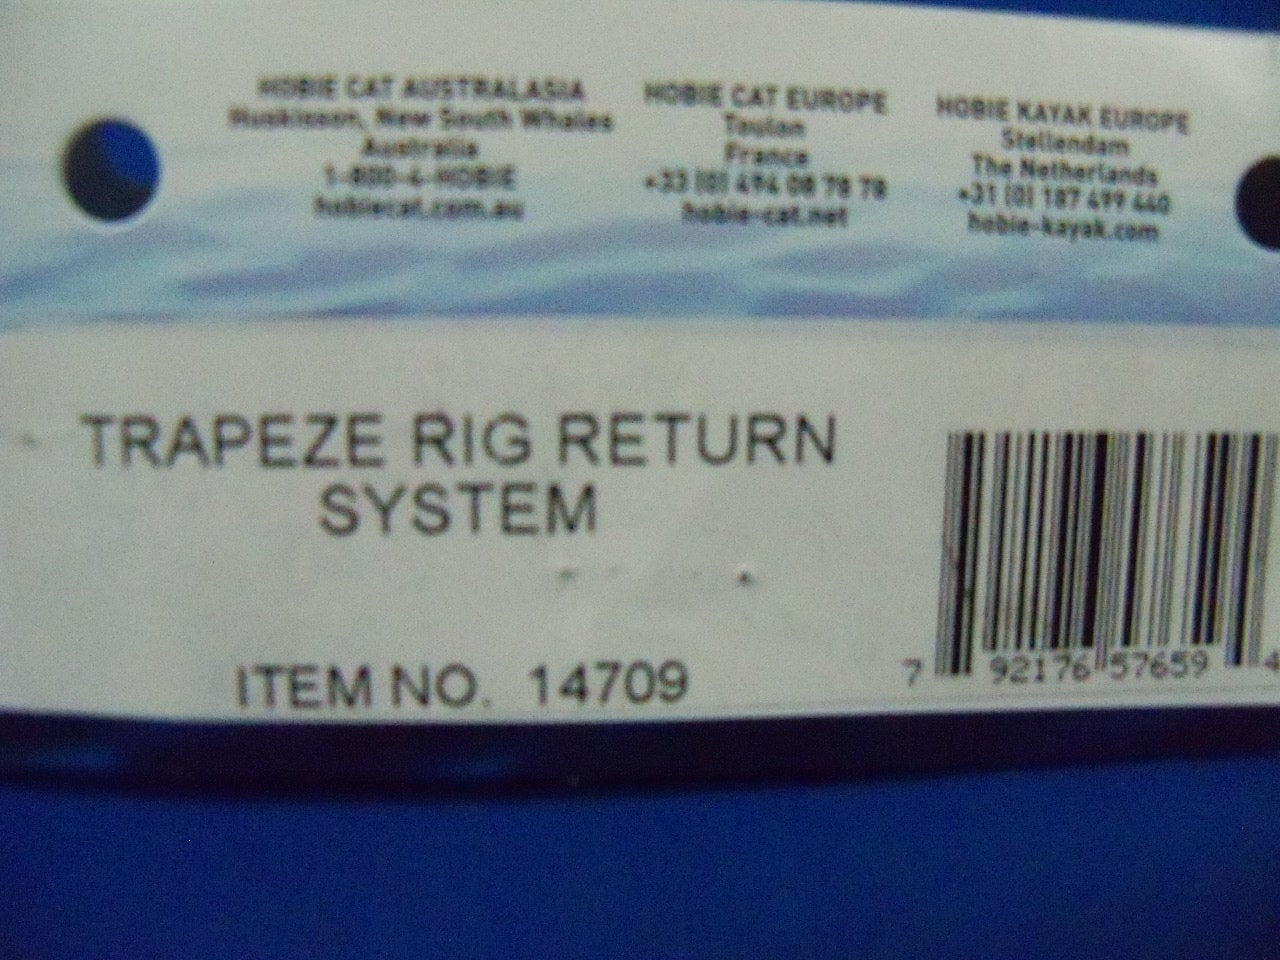 HOBIE CAT AUSTRALASIA
Huskisson, New South Whales
Australia
1-800-4-HOBIE
hobiecat.com.au
HOBIE CAT EUROPE
Toulon
France
+33 (0) 494 08 78 78
hobie-cat.net
HOBIE KAYAK EUROPE
Stellendam
The Netherlands
+31 (0) 187 499 440
hobie-kayak.com
TRAPEZE RIG RETURN
SYSTEM
ITEM NO. 14709
7 92176 57659 4